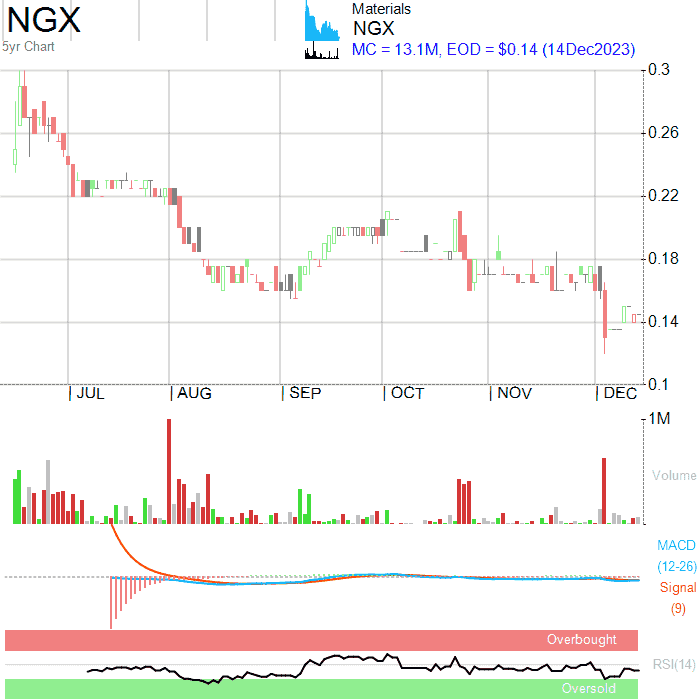 NGX
5yr Chart
Materials
NGX
MC = 13.1M, EOD = $0.14 (14Dec2023)
0.3
0.26
0.22
0.18
0.14
0.1
JUL AUG SEP OCT NOV DEC
1M
Volume
MACD
(12-26)
Signal
(9)
Overbought
RSI(14)
Oversold